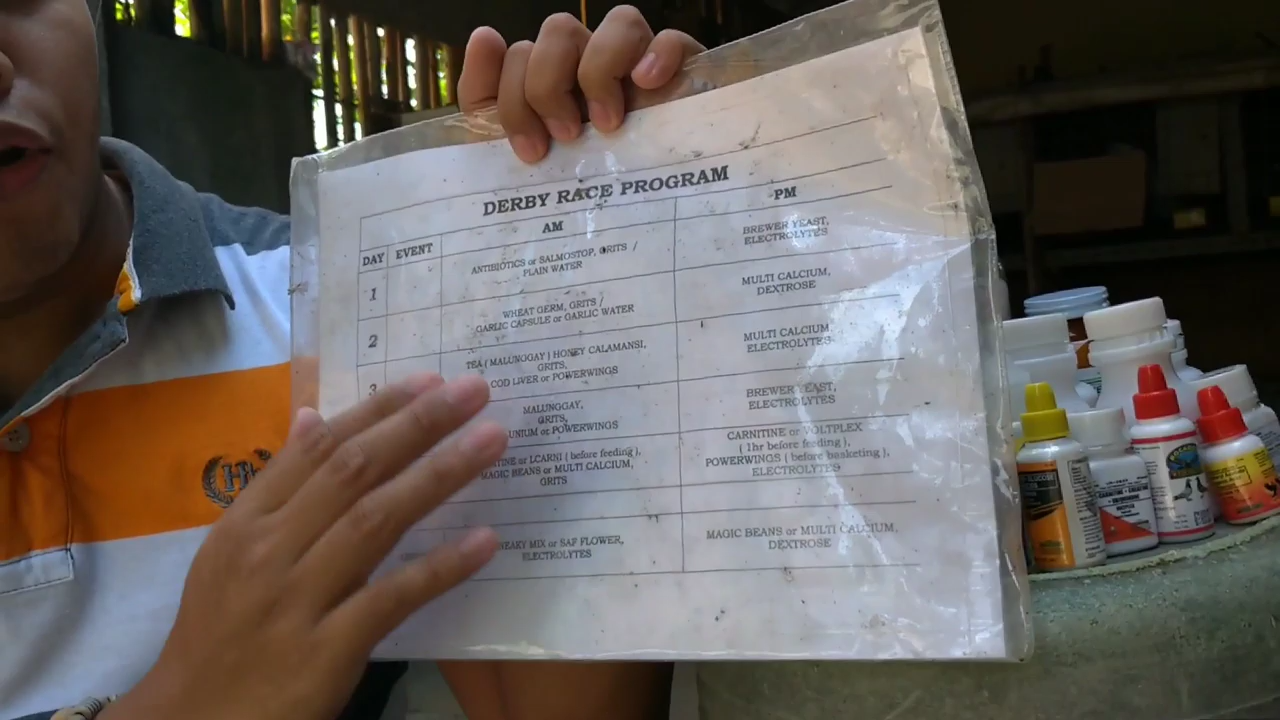 DERBY RACE PROGRAM
DAY EVENT AM PM
1 ANTIBIOTICS or SALMOSTOP, GRITS / BREWER YEAST,
PLAIN WATER ELECTROLYTES
2 WHEAT GERM, GRITS / MULTI CALCIUM,
GARLIC CAPSULE or GARLIC WATER DEXTROSE
3 TEA ( MALUNGGAY ) HONEY CALAMANSI, MULTI CALCIUM,
GRITS, ELECTROLYTES
COD LIVER or POWERWINGS
MALUNGGAY, BREWER YEAST,
GRITS, ELECTROLYTES
or POWERWINGS
or LCARNI ( before feeding ), CARNITINE or VOLTPLEX
MAGIC BEANS or MULTI CALCIUM, ( 1hr before feeding ),
GRITS POWERWINGS ( before basketing ),
ELECTROLYTES
MIX or SAF FLOWER, MAGIC BEANS or MULTI CALCIUM,
ELECTROLYTES DEXTROSE